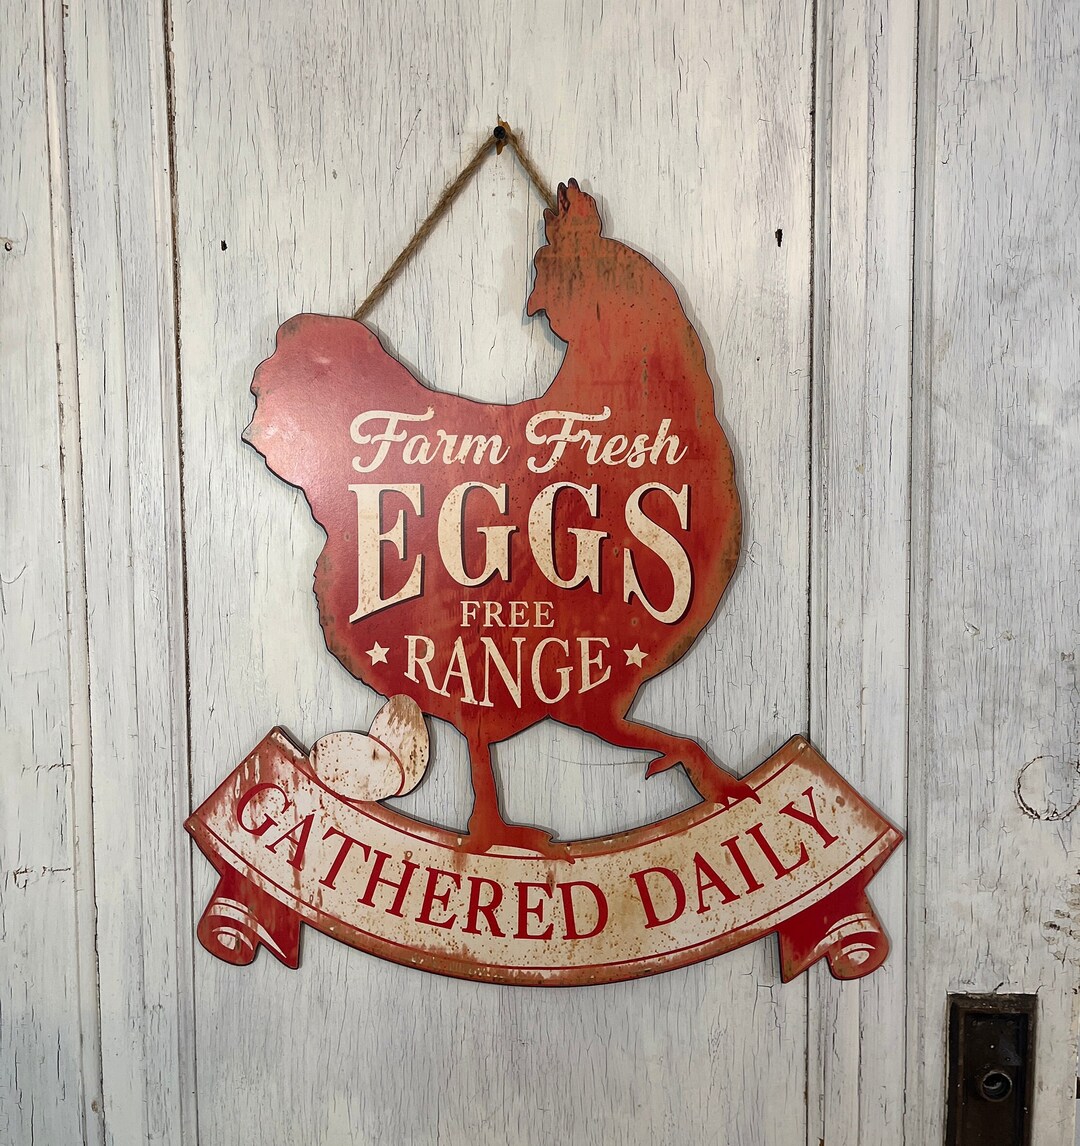 Farm Fresh
EGGS
FREE
RANGE
GATHERED DAILY